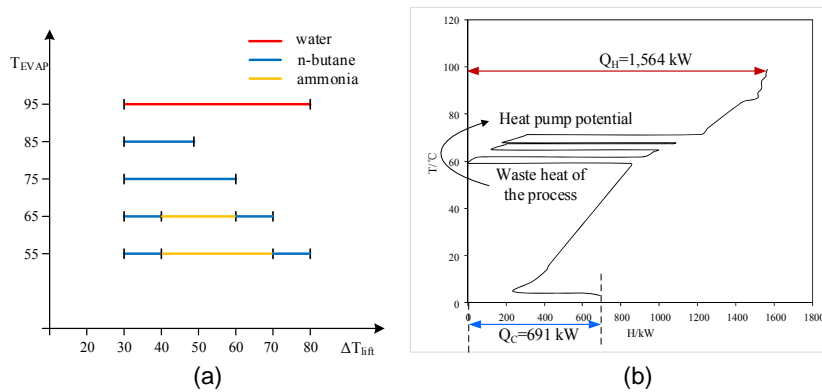 water
n-butane
ammonia
T_EVAP
95
85
75
65
55
20 30 40 50 60 70 80 ΔT_lift
(a)
120
100
80
60
40
20
0
T/℃
Q_H=1,564 kW
Heat pump potential
Waste heat of
the process
0 200 400 600 800 1000 1200 1400 1600 1800
H/kW
Q_C=691 kW
(b)